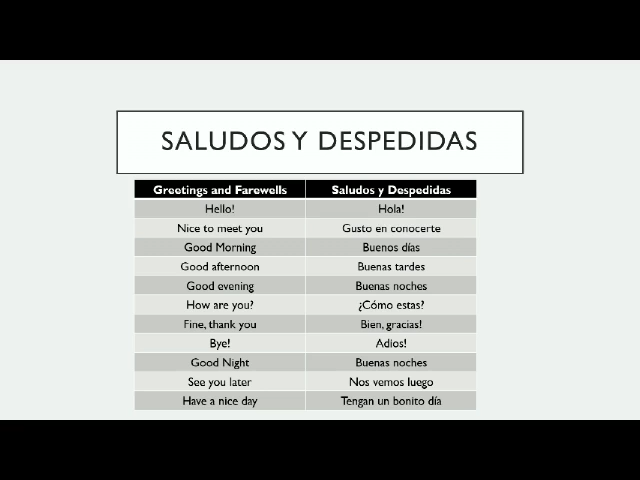 SALUDOS Y DESPEDIDAS
Greetings and Farewells Saludos y Despedidas
Hello! Hola!
Nice to meet you Gusto en conocerte
Good Morning Buenos días
Good afternoon Buenas tardes
Good evening Buenas noches
How are you? ¿Cómo estas?
Fine, thank you Bien, gracias!
Bye! Adios!
Good Night Buenas noches
See you later Nos vemos luego
Have a nice day Tengan un bonito día